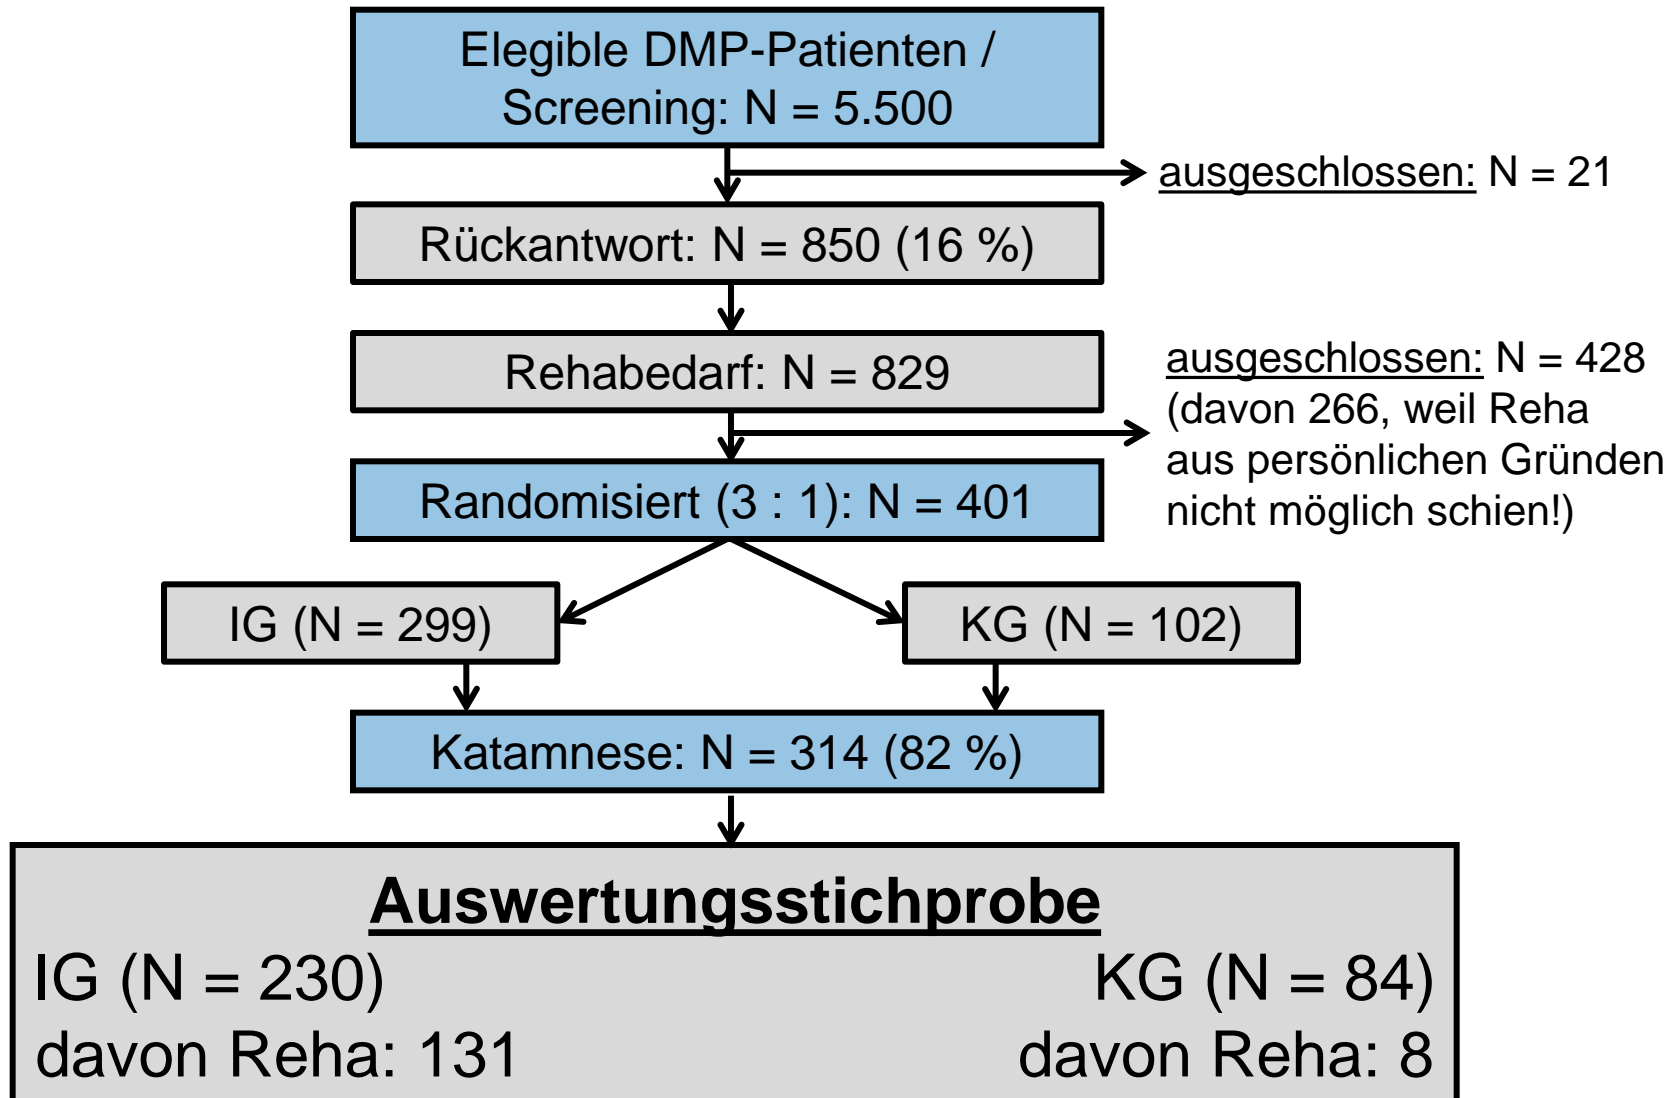 Elegible DMP-Patienten /
Screening: N = 5.500
ausgeschlossen: N = 21
Rückantwort: N = 850 (16 %)
Rehabedarf: N = 829
ausgeschlossen: N = 428
(davon 266, weil Reha
aus persönlichen Gründen
nicht möglich schien!)
Randomisiert (3 : 1): N = 401
IG (N = 299)
KG (N = 102)
Katamnese: N = 314 (82 %)
Auswertungsstichprobe
IG (N = 230)
KG (N = 84)
davon Reha: 131
davon Reha: 8